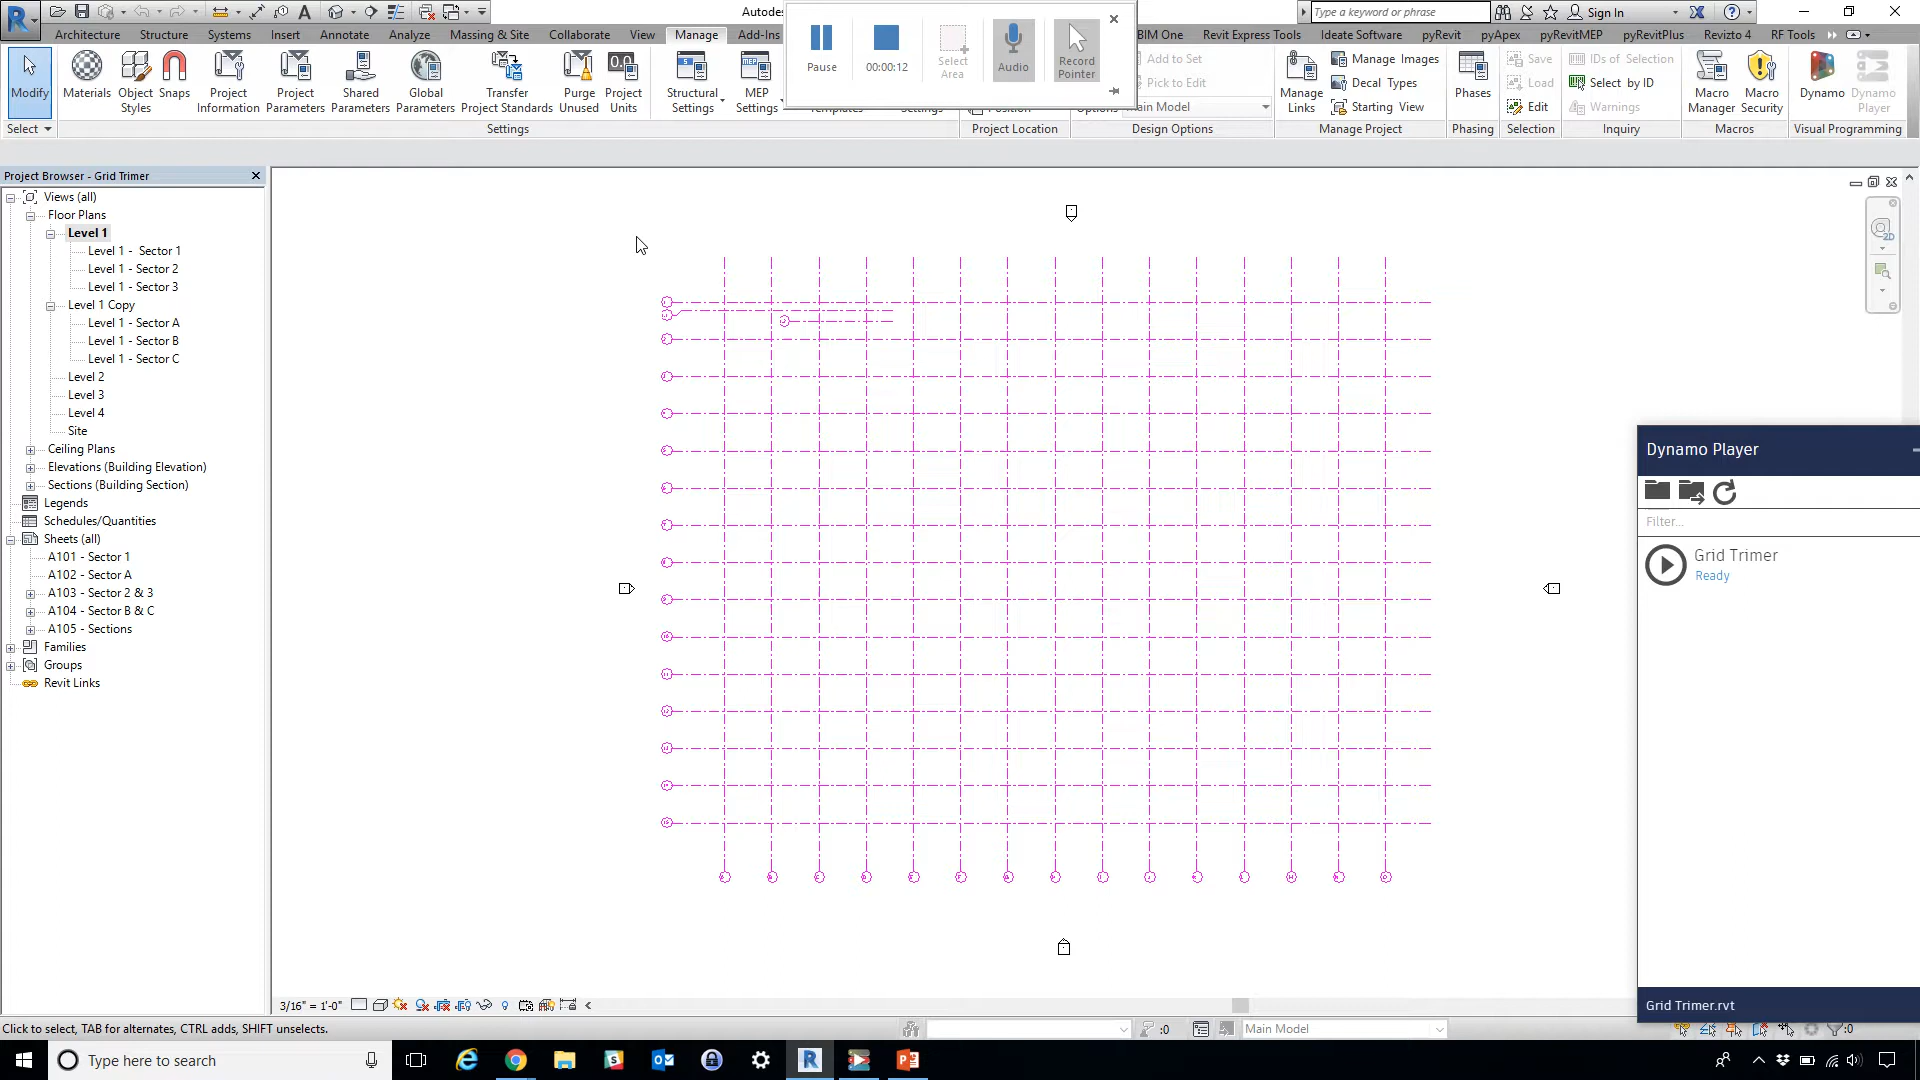 Autodes
Type a keyword or phrase
Sign In
Architecture
Structure
Systems
Insert
Annotate
Analyze
Massing & Site
Collaborate
View
Manage
Add-Ins
BIM One
Revit Express Tools
Ideate Software
pyRevit
pyApex
pyRevitMEP
pyRevitPlus
Revizto 4
RF Tools
Modify
Materials
Object Styles
Snaps
Project Information
Project Parameters
Shared Parameters
Global Parameters
Transfer Project Standards
Purge Unused
Project Units
Structural Settings
MEP Settings
Pause
00:00:12
Select Area
Audio
Record Pointer
Add to Set
Pick to Edit
Main Model
Manage Links
Manage Images
Decal Types
Starting View
Phases
Save
Load
Edit
IDs of Selection
Select by ID
Warnings
Macro Manager
Macro Security
Dynamo
Dynamo Player
Select
Settings
Project Location
Design Options
Manage Project
Phasing
Selection
Inquiry
Macros
Visual Programming
Project Browser - Grid Trimer
Views (all)
Floor Plans
Level 1
Level 1 - Sector 1
Level 1 - Sector 2
Level 1 - Sector 3
Level 1 Copy
Level 1 - Sector A
Level 1 - Sector B
Level 1 - Sector C
Level 2
Level 3
Level 4
Site
Ceiling Plans
Elevations (Building Elevation)
Sections (Building Section)
Legends
Schedules/Quantities
Sheets (all)
A101 - Sector 1
A102 - Sector A
A103 - Sector 2 & 3
A104 - Sector B & C
A105 - Sections
Families
Groups
Revit Links
2D
Dynamo Player
Filter...
Grid Trimer
Ready
Grid Trimer.rvt
3/16" = 1'-0"
Click to select, TAB for alternates, CTRL adds, SHIFT unselects.
:0
Main Model
:0
Type here to search